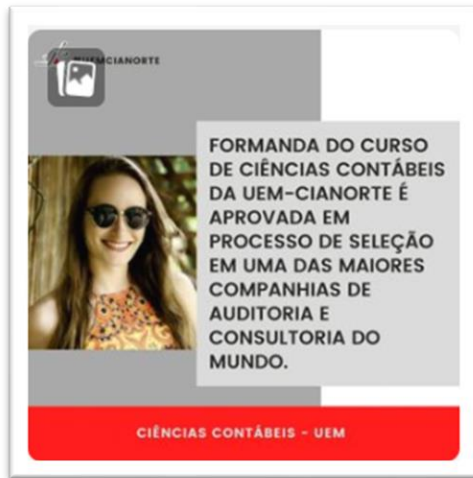 FORMANDA DO CURSO
DE CIÊNCIAS CONTÁBEIS
DA UEM-CIANORTE É
APROVADA EM
PROCESSO DE SELEÇÃO
EM UMA DAS MAIORES
COMPANHIAS DE
AUDITORIA E
CONSULTORIA DO
MUNDO.
CIÊNCIAS CONTÁBEIS - UEM